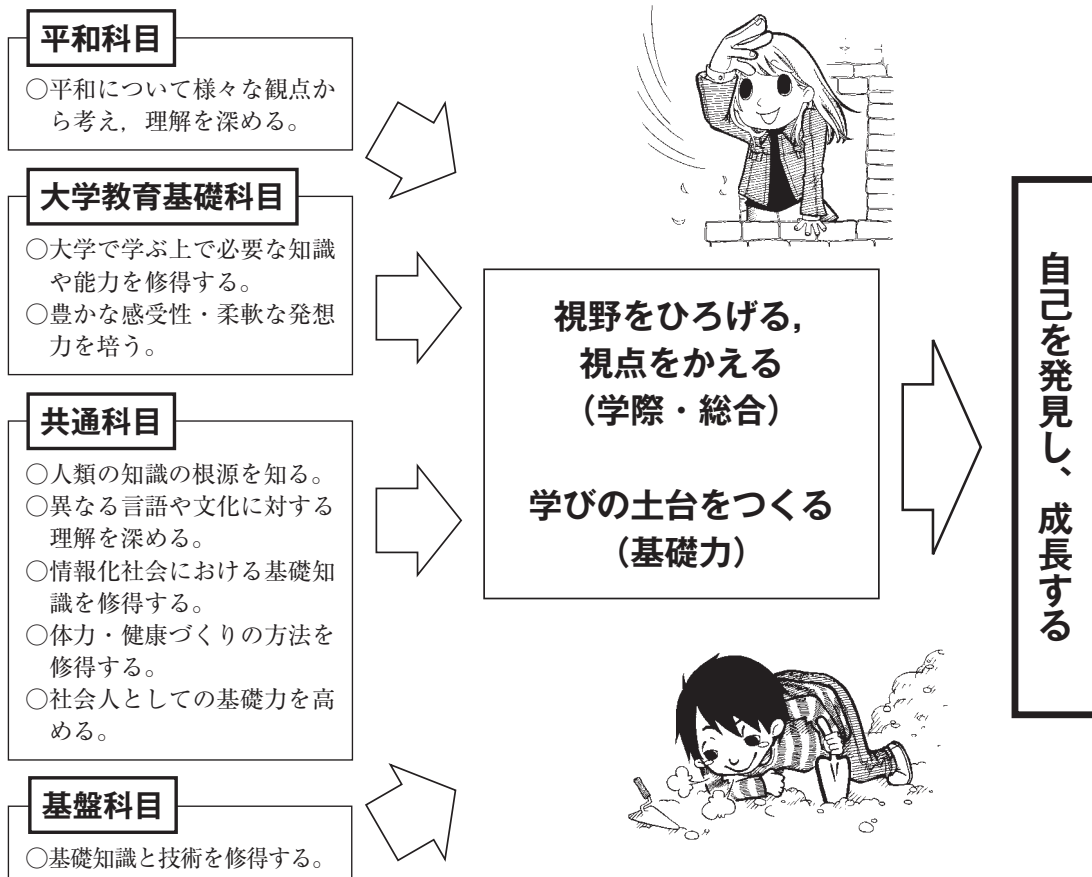 平和科目
○平和について様々な観点か
ら考え，理解を深める。
大学教育基礎科目
○大学で学ぶ上で必要な知識
や能力を修得する。
○豊かな感受性・柔軟な発想
力を培う。
共通科目
○人類の知識の根源を知る。
○異なる言語や文化に対する
理解を深める。
○情報化社会における基礎知
識を修得する。
○体力・健康づくりの方法を
修得する。
○社会人としての基礎力を高
める。
基盤科目
○基礎知識と技術を修得する。
視野をひろげる，
視点をかえる
（学際・総合）
学びの土台をつくる
（基礎力）
自己を発見し、成長する